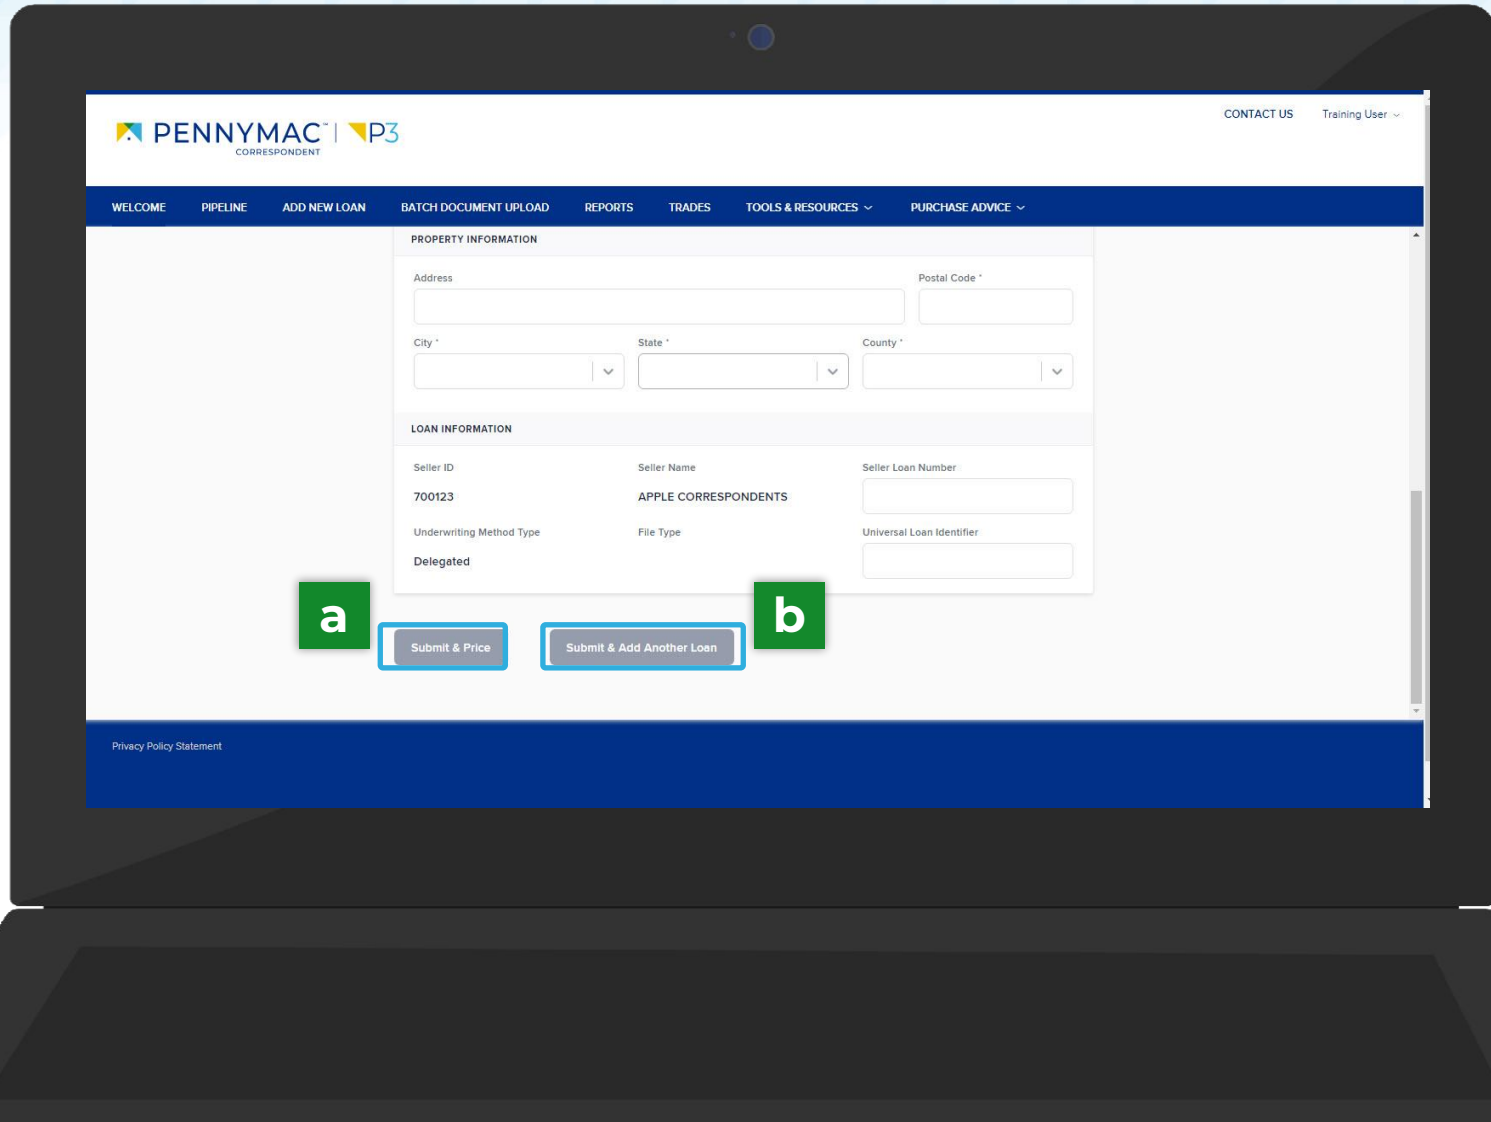 PENNYMAC™ | P3
CORRESPONDENT
CONTACT US Training User
WELCOME PIPELINE ADD NEW LOAN BATCH DOCUMENT UPLOAD REPORTS TRADES TOOLS & RESOURCES PURCHASE ADVICE
PROPERTY INFORMATION
Address Postal Code *
City * State * County *
LOAN INFORMATION
Seller ID Seller Name Seller Loan Number
700123 APPLE CORRESPONDENTS
Underwriting Method Type File Type Universal Loan Identifier
Delegated
a b
Submit & Price Submit & Add Another Loan
Privacy Policy Statement